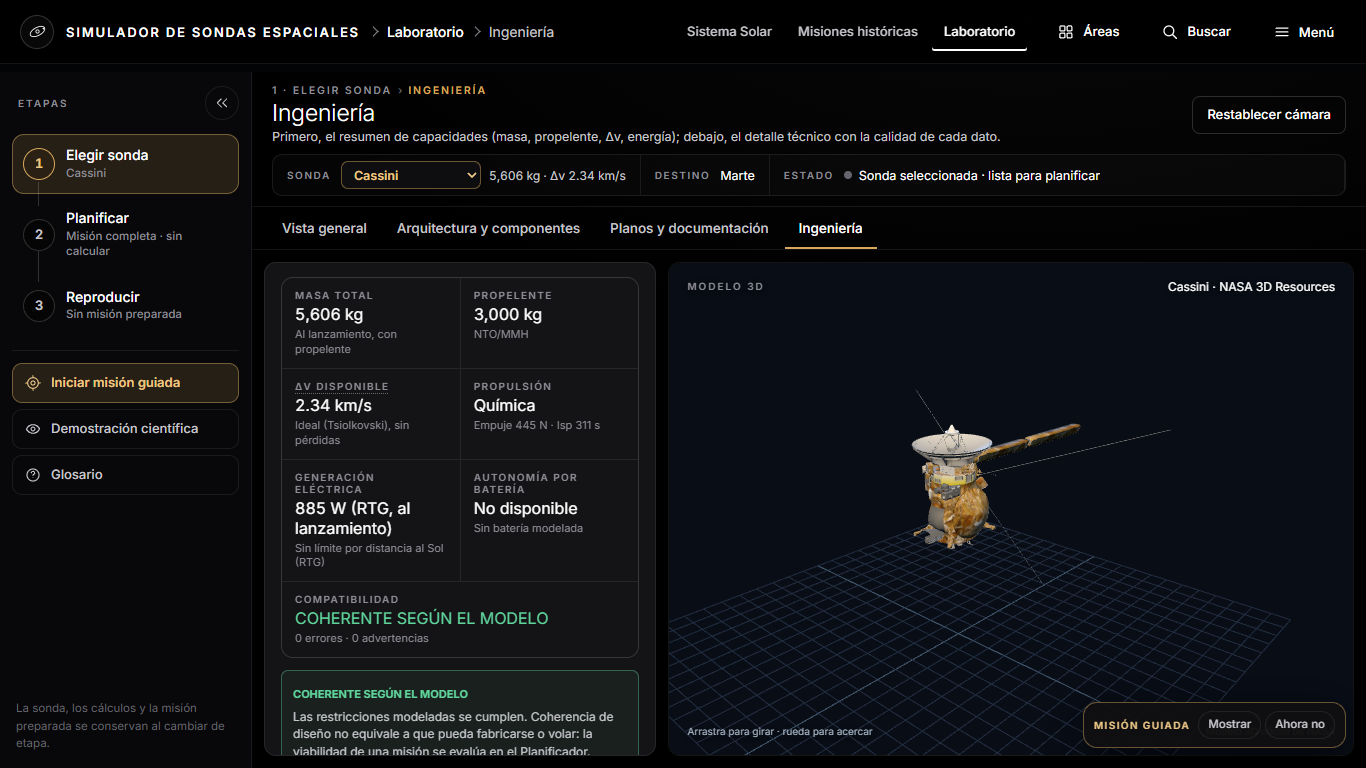 SIMULADOR DE SONDAS ESPACIALES > Laboratorio > Ingeniería
Sistema Solar
Misiones históricas
Laboratorio
Áreas
Buscar
Menú
ETAPAS
1
Elegir sonda
Cassini
2
Planificar
Misión completa · sin
calcular
3
Reproducir
Sin misión preparada
Iniciar misión guiada
Demostración científica
Glosario
La sonda, los cálculos y la misión
preparada se conservan al cambiar de
etapa.
1 · ELEGIR SONDA › INGENIERÍA
Ingeniería
Primero, el resumen de capacidades (masa, propelente, Δv, energía); debajo, el detalle técnico con la calidad de cada dato.
Restablecer cámara
SONDA
Cassini
5,606 kg · Δv 2.34 km/s
DESTINO Marte
ESTADO
Sonda seleccionada · lista para planificar
Vista general
Arquitectura y componentes
Planos y documentación
Ingeniería
MASA TOTAL
5,606 kg
Al lanzamiento, con
propelente
PROPELENTE
3,000 kg
NTO/MMH
ΔV DISPONIBLE
2.34 km/s
Ideal (Tsiolkovski), sin
pérdidas
PROPULSIÓN
Química
Empuje 445 N · Isp 311 s
GENERACIÓN
ELÉCTRICA
885 W (RTG, al
lanzamiento)
Sin límite por distancia al Sol
(RTG)
AUTONOMÍA POR
BATERÍA
No disponible
Sin batería modelada
COMPATIBILIDAD
COHERENTE SEGÚN EL MODELO
0 errores · 0 advertencias
COHERENTE SEGÚN EL MODELO
Las restricciones modeladas se cumplen. Coherencia de
diseño no equivale a que pueda fabricarse o volar: la
viabilidad de una misión se evalúa en el Planificador.
MODELO 3D
Cassini · NASA 3D Resources
Arrastra para girar · rueda para acercar
MISIÓN GUIADA
Mostrar
Ahora no